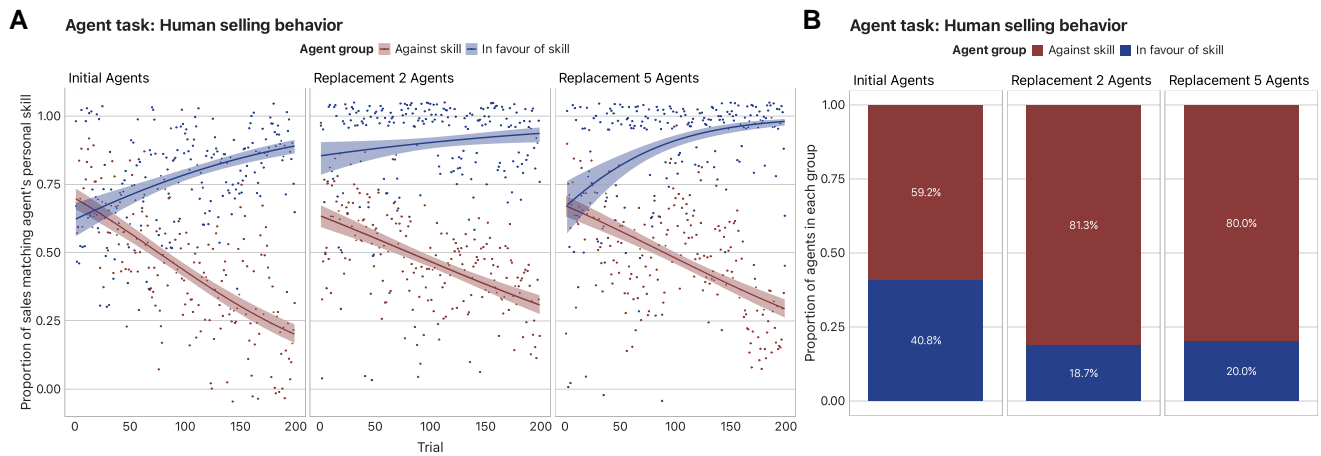 A
Agent task: Human selling behavior
Agent group Against skill In favour of skill
Initial Agents
Replacement 2 Agents
Replacement 5 Agents
Proportion of sales matching agent's personal skill
1.00
0.75
0.50
0.25
0.00
0 50 100 150 200
0 50 100 150 200
0 50 100 150 200
Trial
B
Agent task: Human selling behavior
Agent group Against skill In favour of skill
Initial Agents
Replacement 2 Agents
Replacement 5 Agents
Proportion of agents in each group
1.00
0.75
0.50
0.25
0.00
59.2%
40.8%
81.3%
18.7%
80.0%
20.0%